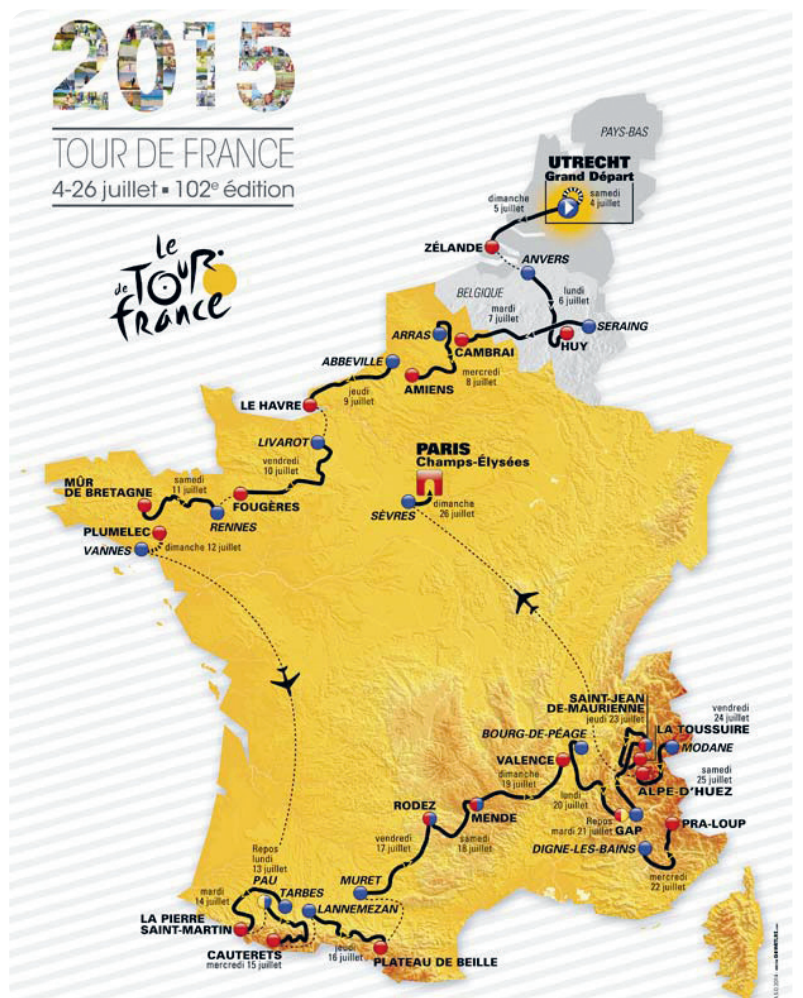 2015
TOUR DE FRANCE
4-26 juillet ▪ 102e édition
Le
de TOUR
france
PAYS-BAS
UTRECHT
Grand Départ
samedi
4 juillet
dimanche
5 juillet
ZÉLANDE
ANVERS
BELGIQUE
lundi
6 juillet
mardi
7 juillet
SERAING
HUY
ARRAS
CAMBRAI
ABBEVILLE
AMIENS
mercredi
8 juillet
jeudi
9 juillet
LE HAVRE
LIVAROT
vendredi
10 juillet
PARIS
Champs-Élysées
dimanche
26 juillet
SÈVRES
MÛR
DE BRETAGNE
samedi
11 juillet
FOUGÈRES
RENNES
PLUMELEC
VANNES
dimanche 12 juillet
SAINT-JEAN
DE-MAURIENNE
jeudi 23 juillet
vendredi
24 juillet
LA TOUSSUIRE
MODANE
BOURG-DE-PÉAGE
VALENCE
dimanche
19 juillet
samedi
25 juillet
ALPE-D'HUEZ
lundi
20 juillet
RODEZ
MENDE
Repos
mardi 21 juillet
GAP
PRA-LOUP
vendredi
17 juillet
samedi
18 juillet
DIGNE-LES-BAINS
mercredi
22 juillet
Repos
lundi
13 juillet
PAU
mardi
14 juillet
TARBES
MURET
LANNEMEZAN
LA PIERRE
SAINT-MARTIN
CAUTERETS
mercredi 15 juillet
jeudi
16 juillet
PLATEAU DE BEILLE